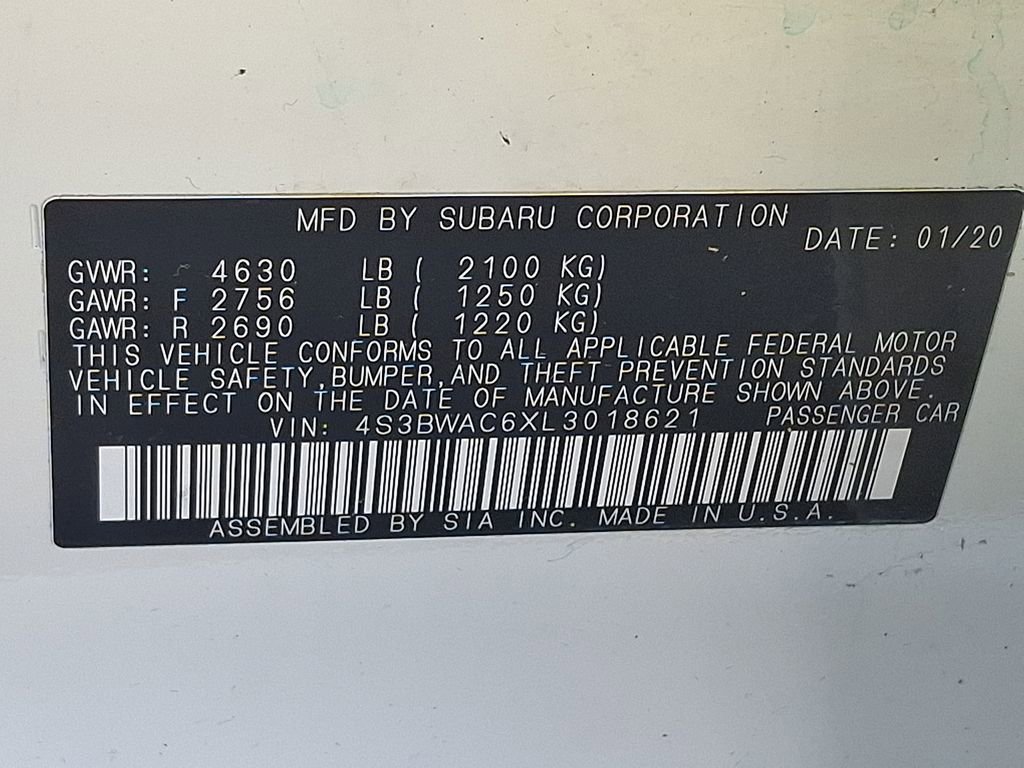 MFD BY SUBARU CORPORATION
DATE: 01/20
GVWR: 4630 LB ( 2100 KG)
GAWR: F 2756 LB ( 1250 KG)
GAWR: R 2690 LB ( 1220 KG)
THIS VEHICLE CONFORMS TO ALL APPLICABLE FEDERAL MOTOR
VEHICLE SAFETY, BUMPER, AND THEFT PREVENTION STANDARDS
IN EFFECT ON THE DATE OF MANUFACTURE SHOWN ABOVE.
VIN: 4S3BWAC6XL3018621 PASSENGER CAR
ASSEMBLED BY SIA INC. MADE IN U.S.A.